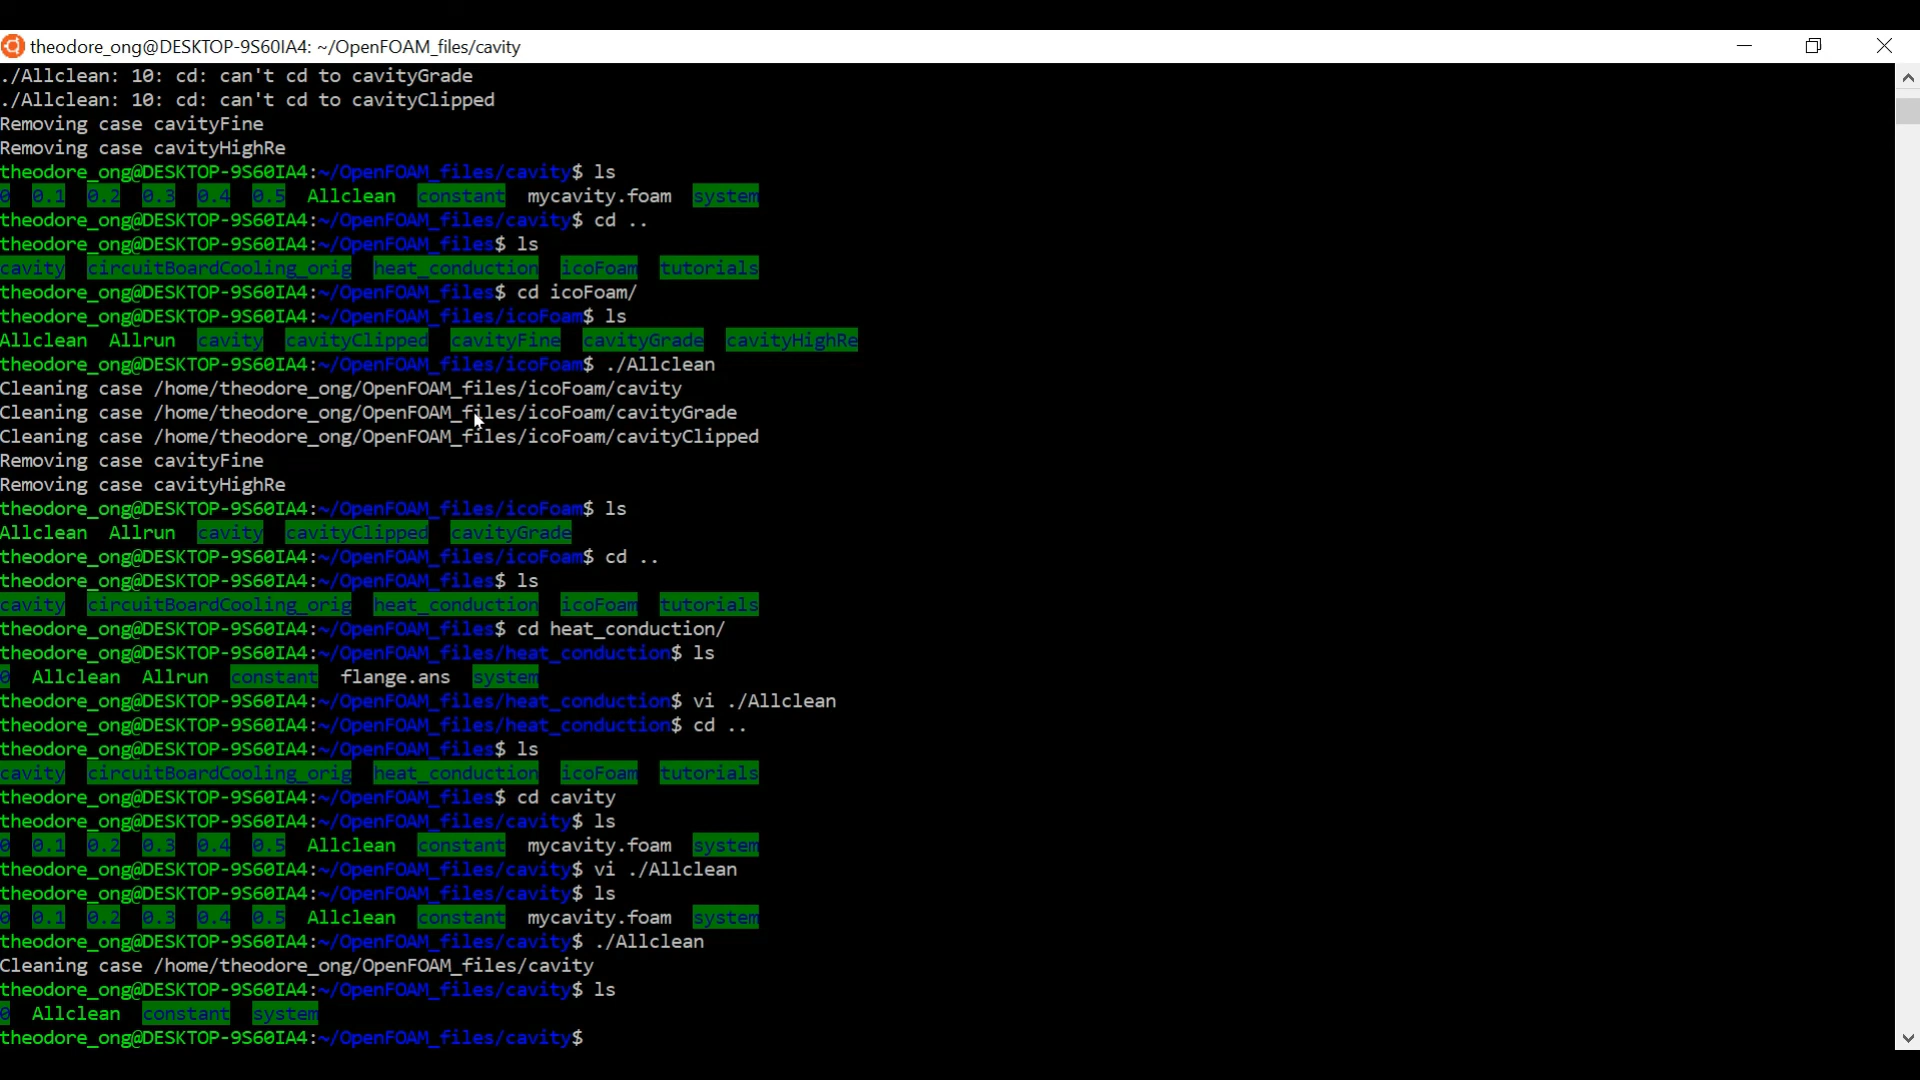 theodore_ong@DESKTOP-9S60IA4: ~/OpenFOAM_files/cavity
./Allclean: 10: cd: can't cd to cavityGrade
./Allclean: 10: cd: can't cd to cavityClipped
Removing case cavityFine
Removing case cavityHighRe
theodore_ong@DESKTOP-9S60IA4:~/OpenFOAM_files/cavity$ ls
0 0.1 0.2 0.3 0.4 0.5 Allclean constant mycavity.foam system
theodore_ong@DESKTOP-9S60IA4:~/OpenFOAM_files/cavity$ cd ..
theodore_ong@DESKTOP-9S60IA4:~/OpenFOAM_files$ ls
cavity circuitBoardCooling_orig heat_conduction icoFoam tutorials
theodore_ong@DESKTOP-9S60IA4:~/OpenFOAM_files$ cd icoFoam/
theodore_ong@DESKTOP-9S60IA4:~/OpenFOAM_files/icoFoam$ ls
Allclean Allrun cavity cavityClipped cavityFine cavityGrade cavityHighRe
theodore_ong@DESKTOP-9S60IA4:~/OpenFOAM_files/icoFoam$ ./Allclean
Cleaning case /home/theodore_ong/OpenFOAM_files/icoFoam/cavity
Cleaning case /home/theodore_ong/OpenFOAM_files/icoFoam/cavityGrade
Cleaning case /home/theodore_ong/OpenFOAM_files/icoFoam/cavityClipped
Removing case cavityFine
Removing case cavityHighRe
theodore_ong@DESKTOP-9S60IA4:~/OpenFOAM_files/icoFoam$ ls
Allclean Allrun cavity cavityClipped cavityGrade
theodore_ong@DESKTOP-9S60IA4:~/OpenFOAM_files/icoFoam$ cd ..
theodore_ong@DESKTOP-9S60IA4:~/OpenFOAM_files$ ls
cavity circuitBoardCooling_orig heat_conduction icoFoam tutorials
theodore_ong@DESKTOP-9S60IA4:~/OpenFOAM_files$ cd heat_conduction/
theodore_ong@DESKTOP-9S60IA4:~/OpenFOAM_files/heat_conduction$ ls
0 Allclean Allrun constant flange.ans system
theodore_ong@DESKTOP-9S60IA4:~/OpenFOAM_files/heat_conduction$ vi ./Allclean
theodore_ong@DESKTOP-9S60IA4:~/OpenFOAM_files/heat_conduction$ cd ..
theodore_ong@DESKTOP-9S60IA4:~/OpenFOAM_files$ ls
cavity circuitBoardCooling_orig heat_conduction icoFoam tutorials
theodore_ong@DESKTOP-9S60IA4:~/OpenFOAM_files$ cd cavity
theodore_ong@DESKTOP-9S60IA4:~/OpenFOAM_files/cavity$ ls
0 0.1 0.2 0.3 0.4 0.5 Allclean constant mycavity.foam system
theodore_ong@DESKTOP-9S60IA4:~/OpenFOAM_files/cavity$ vi ./Allclean
theodore_ong@DESKTOP-9S60IA4:~/OpenFOAM_files/cavity$ ls
0 0.1 0.2 0.3 0.4 0.5 Allclean constant mycavity.foam system
theodore_ong@DESKTOP-9S60IA4:~/OpenFOAM_files/cavity$ ./Allclean
Cleaning case /home/theodore_ong/OpenFOAM_files/cavity
theodore_ong@DESKTOP-9S60IA4:~/OpenFOAM_files/cavity$ ls
0 Allclean constant system
theodore_ong@DESKTOP-9S60IA4:~/OpenFOAM_files/cavity$